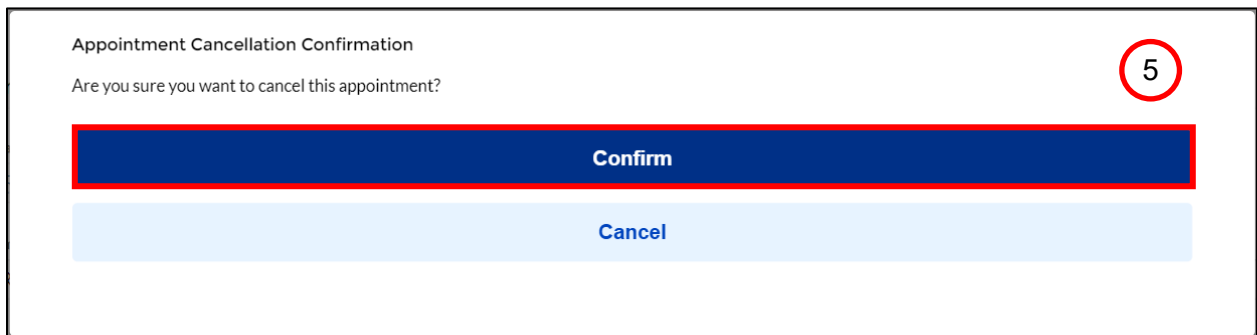 Appointment Cancellation Confirmation
Are you sure you want to cancel this appointment?
5
Confirm
Cancel